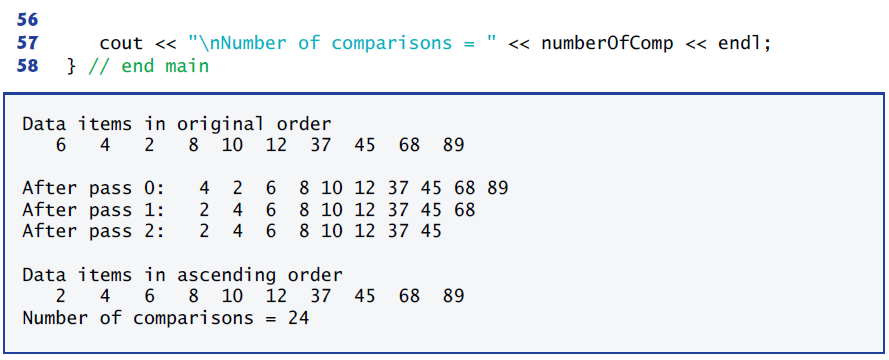 56
57 cout << "\nNumber of comparisons = " << numberOfComp << endl;
58 } // end main
Data items in original order
6 4 2 8 10 12 37 45 68 89
After pass 0: 4 2 6 8 10 12 37 45 68 89
After pass 1: 2 4 6 8 10 12 37 45 68
After pass 2: 2 4 6 8 10 12 37 45
Data items in ascending order
2 4 6 8 10 12 37 45 68 89
Number of comparisons = 24